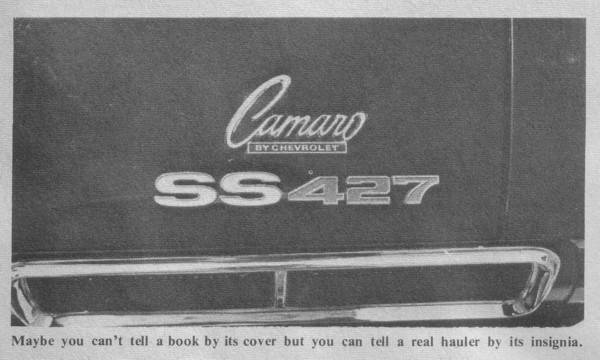 Camaro
BY CHEVROLET
SS427
Maybe you can't tell a book by its cover but you can tell a real hauler by its insignia.